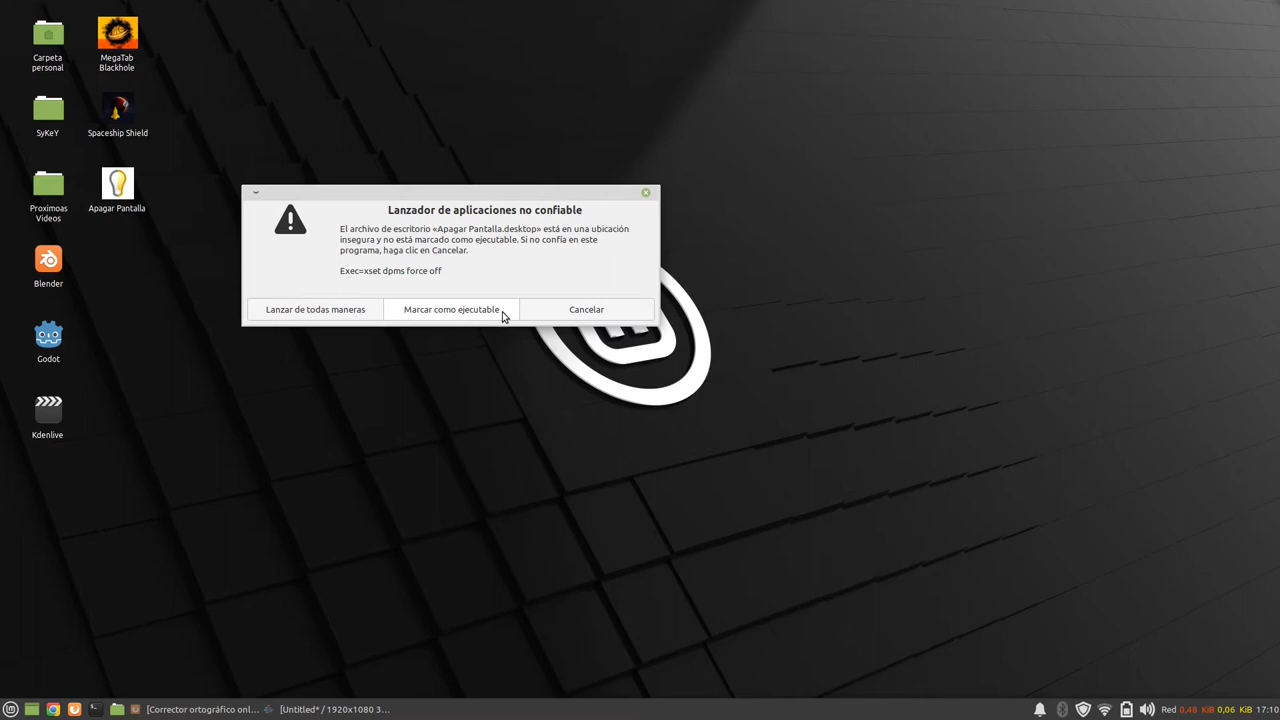 Carpeta
personal
MegaTab
Blackhole
SyKeY
Spaceship Shield
Proximoas
Videos
Apagar Pantalla
Blender
Godot
Kdenlive
Lanzador de aplicaciones no confiable
El archivo de escritorio «Apagar Pantalla.desktop» está en una ubicación
insegura y no está marcado como ejecutable. Si no confía en este
programa, haga clic en Cancelar.
Exec=xset dpms force off
Lanzar de todas maneras
Marcar como ejecutable
Cancelar
[Corrector ortográfico onl...
[Untitled* / 1920x1080 3...
Red 0,48 KiB 0,06 KiB
17:10